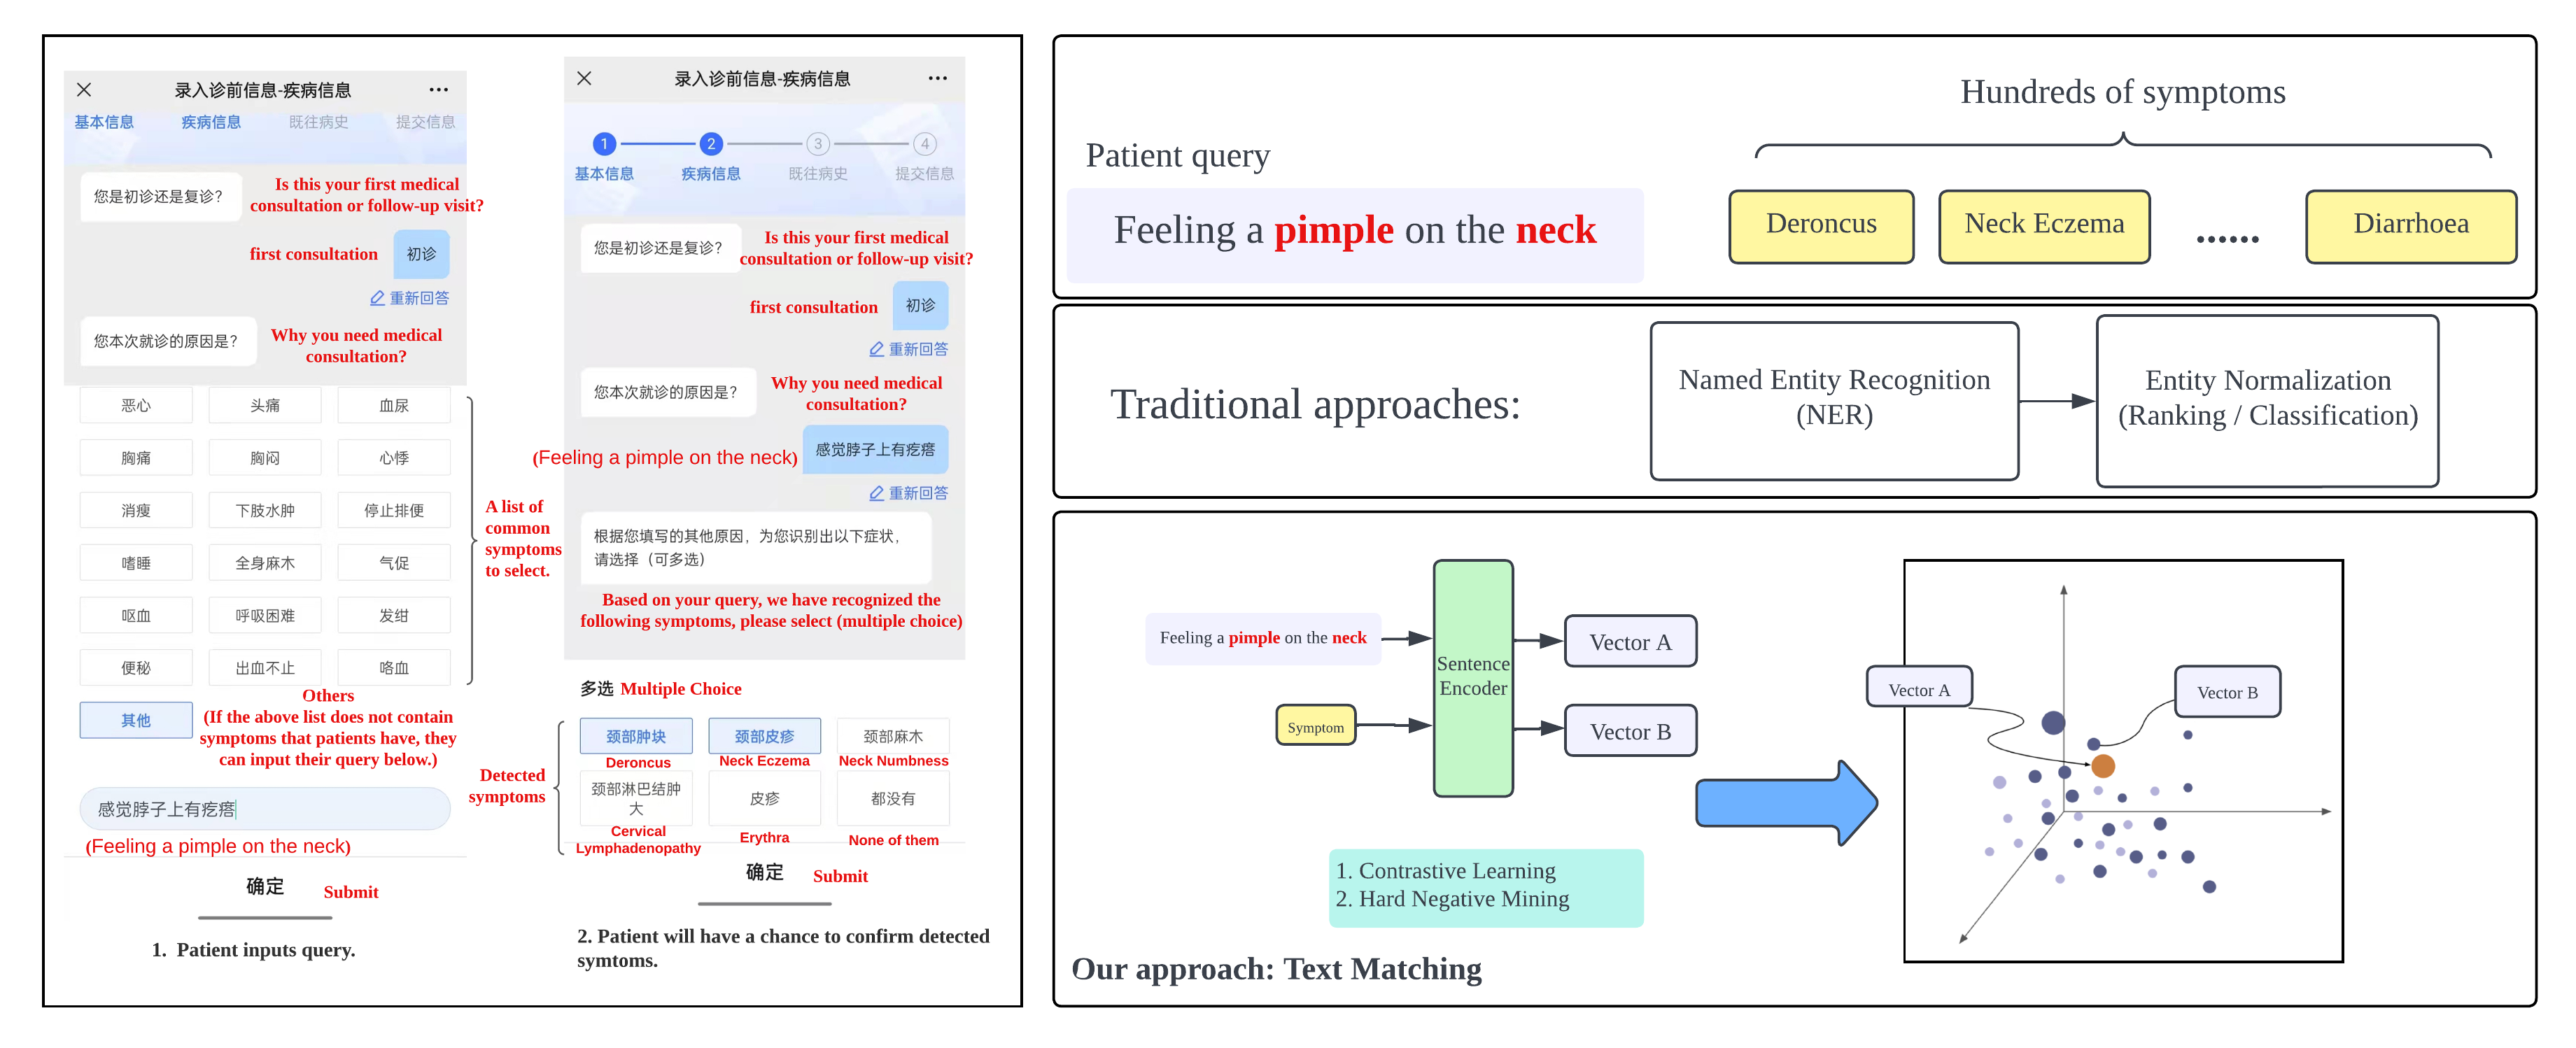 录入诊前信息-疾病信息
基本信息 疾病信息 既往病史 提交信息
您是初诊还是复诊?
Is this your first medical
consultation or follow-up visit?
first consultation
初诊
重新回答
您本次就诊的原因是?
Why you need medical
consultation?
恶心 头痛 血尿
胸痛 胸闷 心悸
消瘦 下肢水肿 停止排便
嗜睡 全身麻木 气促
呕血 呼吸困难 发绀
便秘 出血不止 咯血
A list of
common
symptoms
to select.
其他
Others
(If the above list does not contain
symptoms that patients have, they
can input their query below.)
感觉脖子上有疙瘩
(Feeling a pimple on the neck)
确定
Submit
1. Patient inputs query.
录入诊前信息-疾病信息
1 2 3 4
基本信息 疾病信息 既往病史 提交信息
您是初诊还是复诊?
Is this your first medical
consultation or follow-up visit?
first consultation
初诊
重新回答
您本次就诊的原因是?
Why you need medical
consultation?
(Feeling a pimple on the neck)
感觉脖子上有疙瘩
重新回答
根据您填写的其他原因，为您识别出以下症状，
请选择（可多选）
Based on your query, we have recognized the
following symptoms, please select (multiple choice)
多选 Multiple Choice
Detected
symptoms
颈部肿块 颈部皮疹 颈部麻木
Deroncus Neck Eczema Neck Numbness
颈部淋巴结肿
大
皮疹 都没有
Cervical
Lymphadenopathy
Erythra None of them
确定
Submit
2. Patient will have a chance to confirm detected
symtoms.
Patient query
Feeling a pimple on the neck
Hundreds of symptoms
Deroncus Neck Eczema ...... Diarrhoea
Traditional approaches:
Named Entity Recognition
(NER)
Entity Normalization
(Ranking / Classification)
Feeling a pimple on the neck
Symptom
Sentence
Encoder
Vector A
Vector B
1. Contrastive Learning
2. Hard Negative Mining
Vector A
Vector B
Our approach: Text Matching